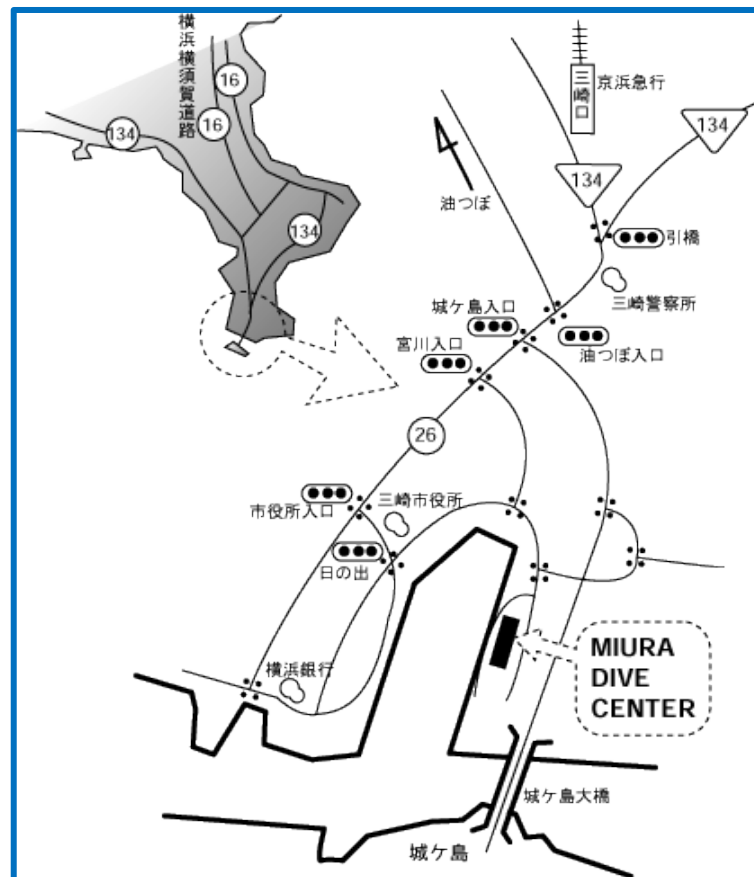 横浜横須賀道路
16
16
134
134
三崎口
京浜急行
134
134
油つぼ
引橋
三崎警察所
城ケ島入口
油つぼ入口
宮川入口
26
三崎市役所
市役所入口
日の出
横浜銀行
MIURA
DIVE
CENTER
城ケ島大橋
城ケ島